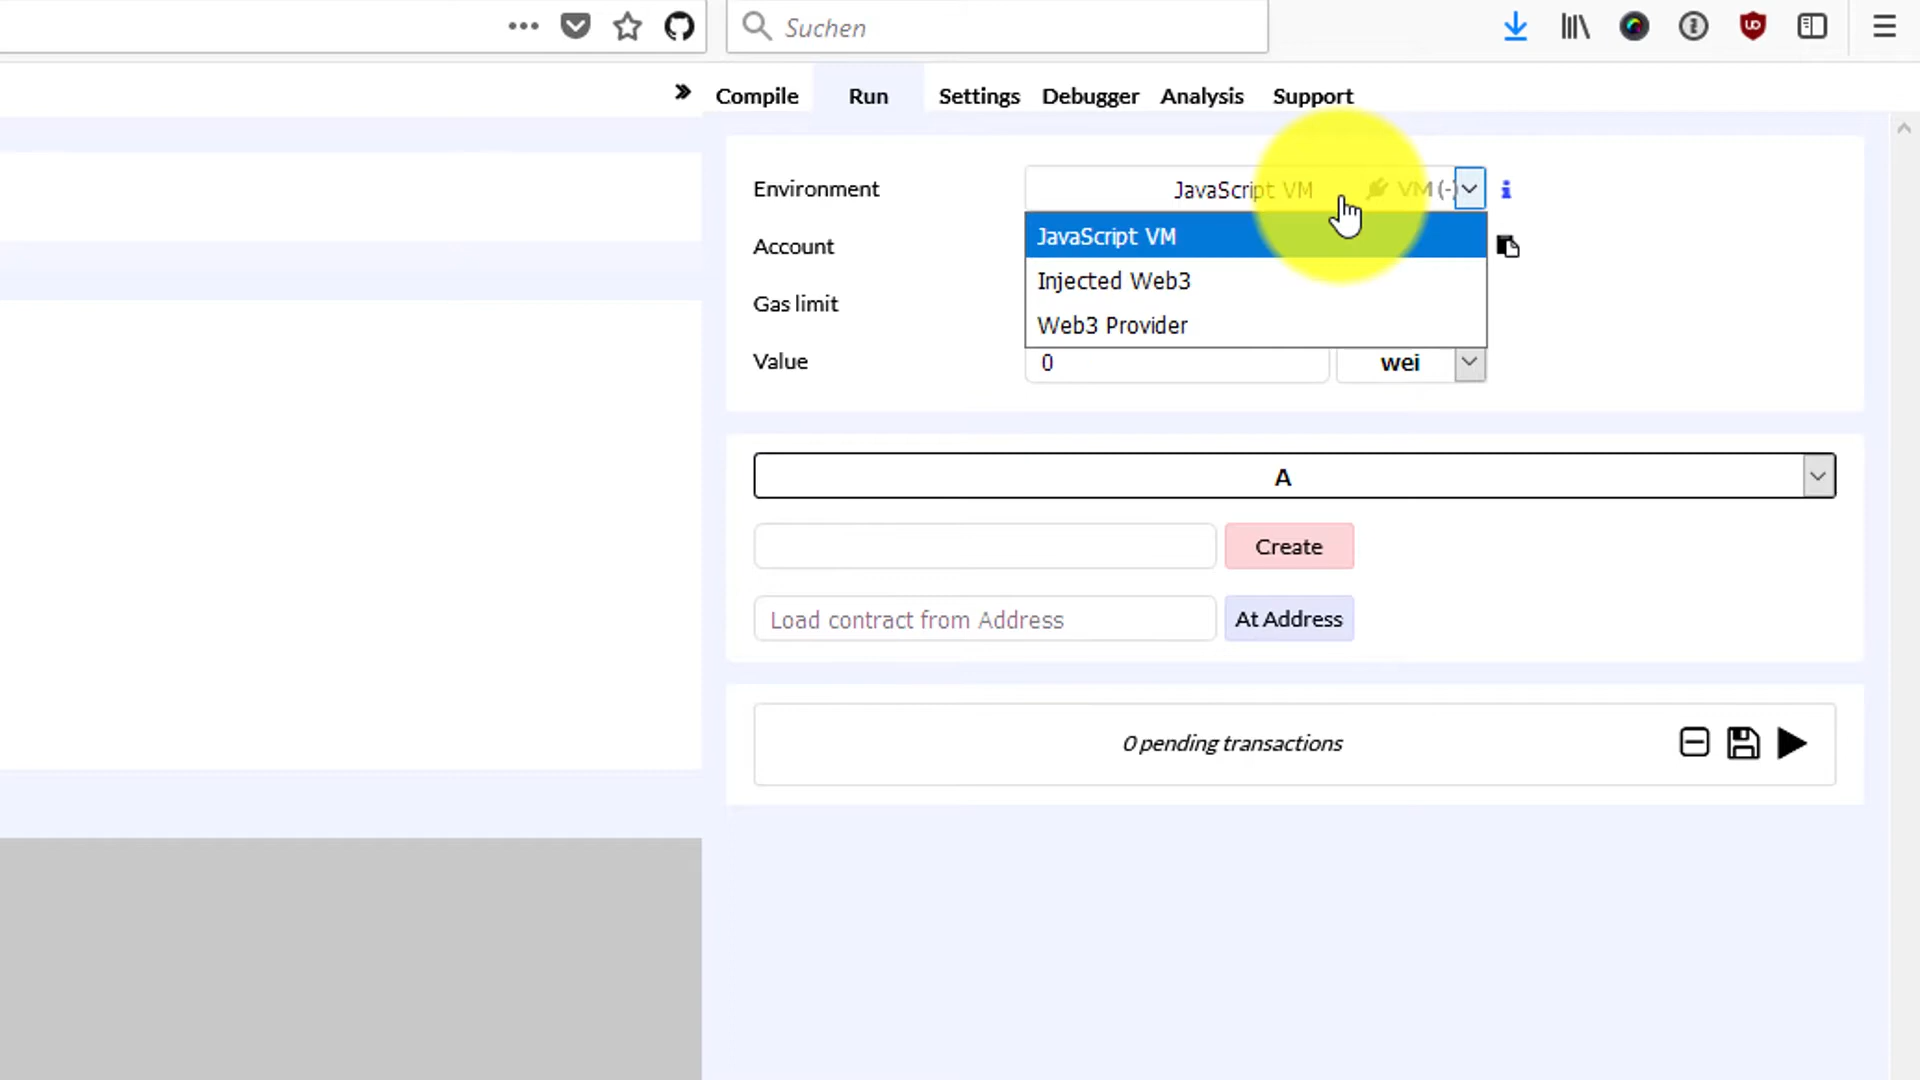 Suchen
Compile Run Settings Debugger Analysis Support
Environment JavaScript VM VM (-)
JavaScript VM
Account
Injected Web3
Gas limit
Web3 Provider
Value 0 wei
A
Create
Load contract from Address At Address
0 pending transactions